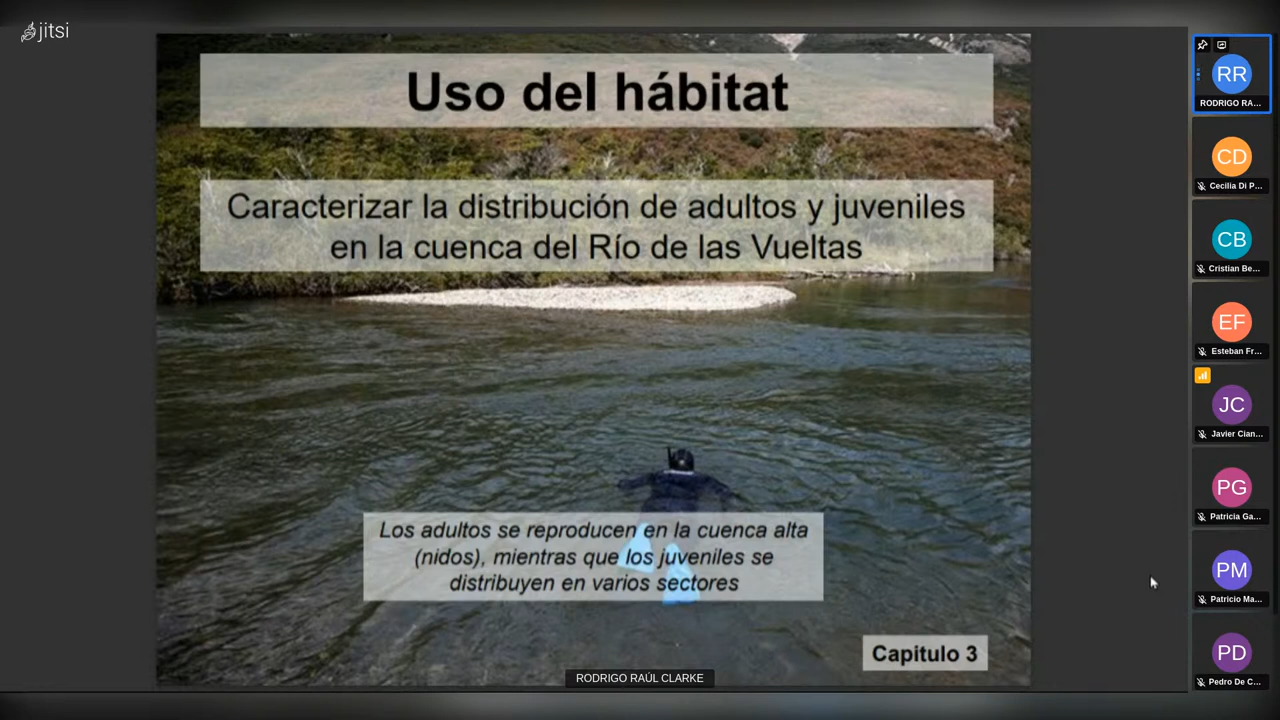 jitsi
Uso del hábitat
Caracterizar la distribución de adultos y juveniles
en la cuenca del Río de las Vueltas
Los adultos se reproducen en la cuenca alta
(nidos), mientras que los juveniles se
distribuyen en varios sectores
Capitulo 3
RODRIGO RAÚL CLARKE
RR
RODRIGO RA...
CD
Cecilia Di P...
CB
Cristian Be...
EF
Esteban Fr...
JC
Javier Cian...
PG
Patricia Ga...
PM
Patricio Ma...
PD
Pedro De C...